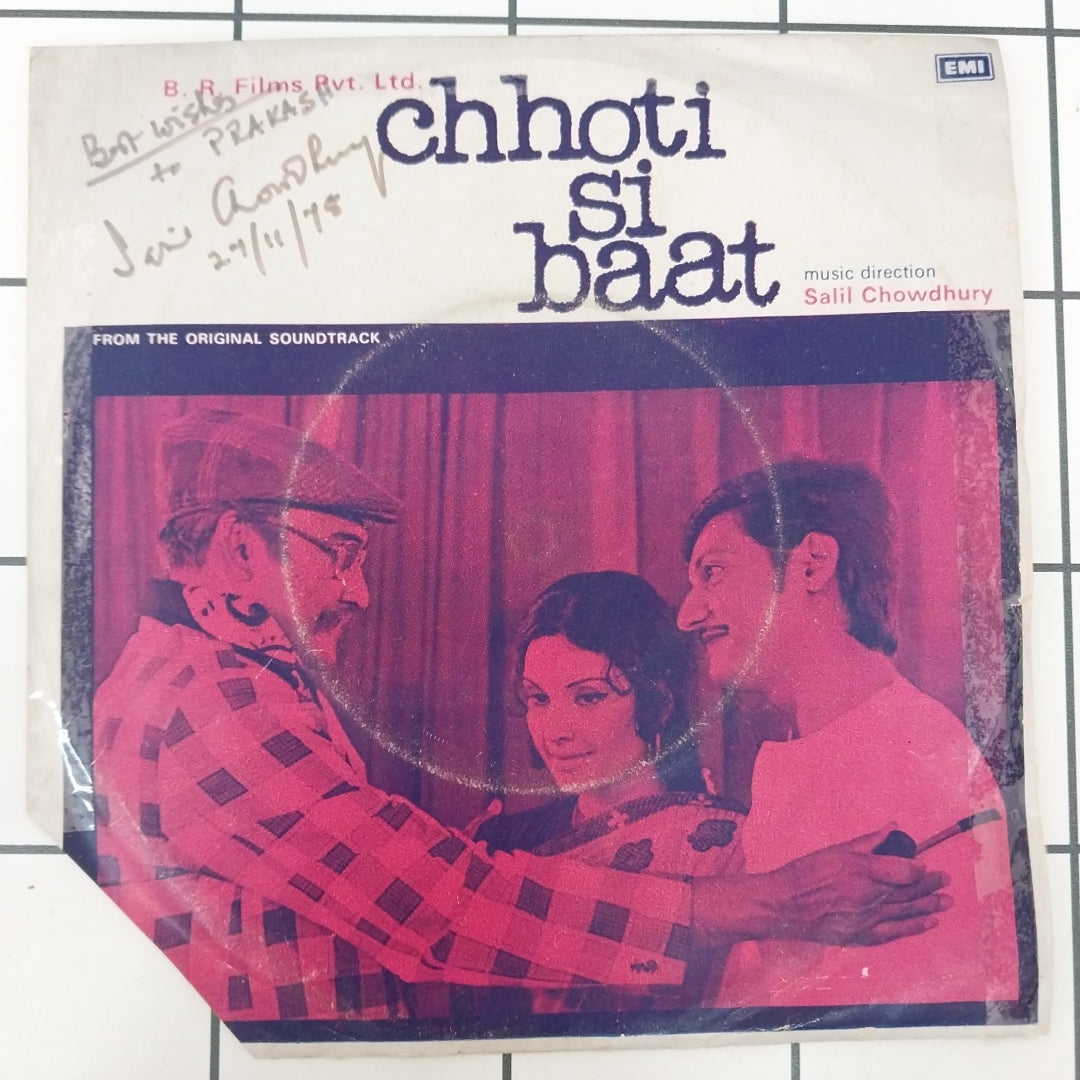 EMI
B. R. Films Pvt. Ltd.
chhoti
si
baat
Best wishes
to PRAKASH
Chowdhury
27/11/78
music direction
Salil Chowdhury
FROM THE ORIGINAL SOUNDTRACK